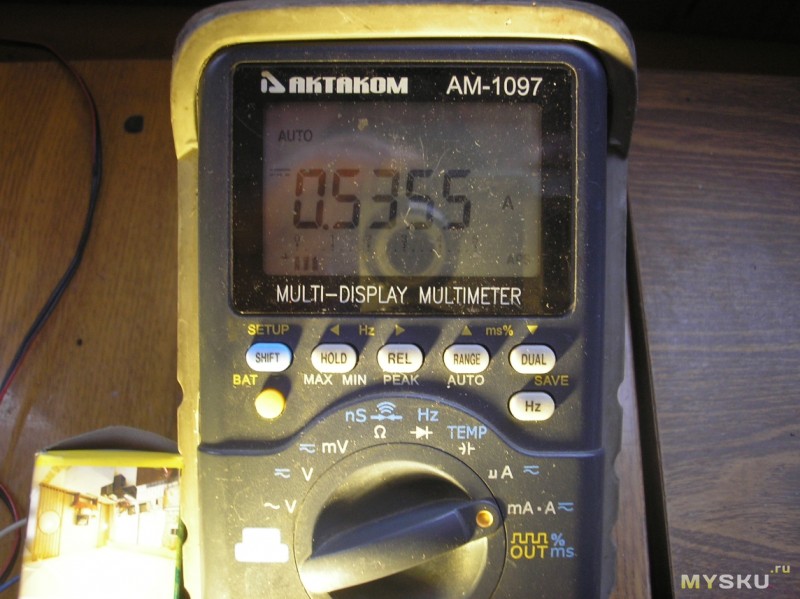 AKTAKOM AM-1097
AUTO
0.5355 A
MULTI-DISPLAY MULTIMETER
SETUP Hz ms%
SHIFT HOLD REL RANGE DUAL
BAT MAX MIN PEAK AUTO SAVE
Hz
nS Hz
Ω TEMP
mV
V µA
~V mA·A
OUT % ms
MYSKU.ru